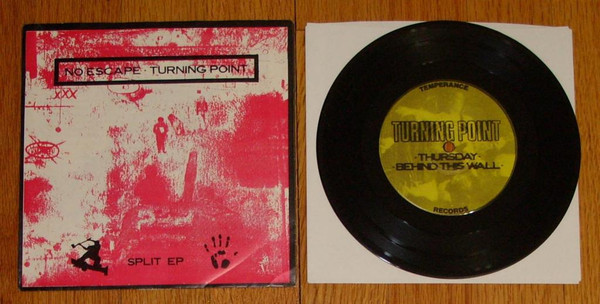 NO ESCAPE · TURNING POINT
XXX
SPLIT EP
TEMPERANCE
TURNING POINT
- THURSDAY -
- BEHIND THIS WALL -
RECORDS